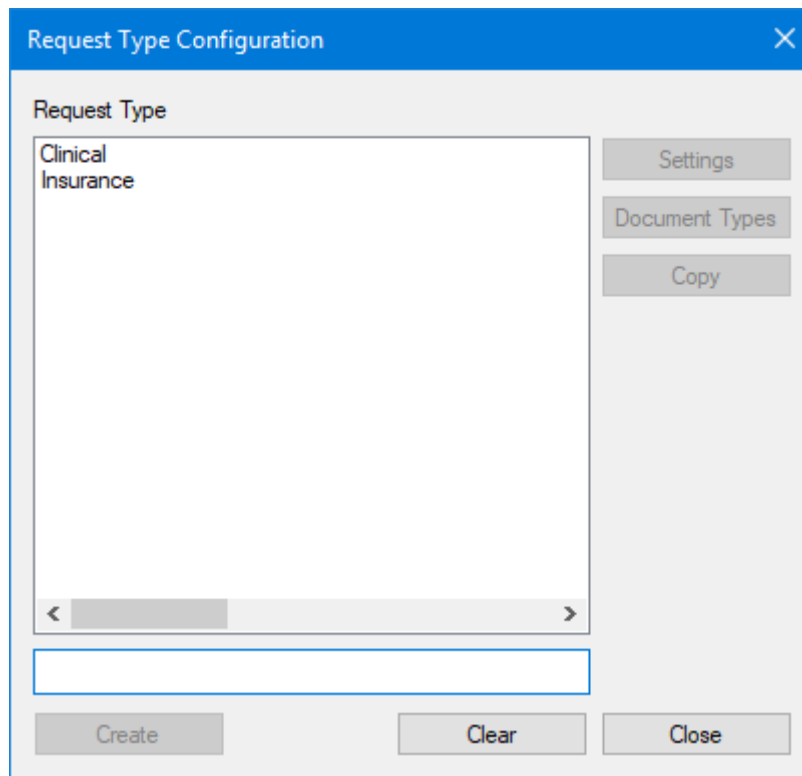 Request Type Configuration
Request Type
Clinical
Insurance
Settings
Document Types
Copy
Create
Clear
Close